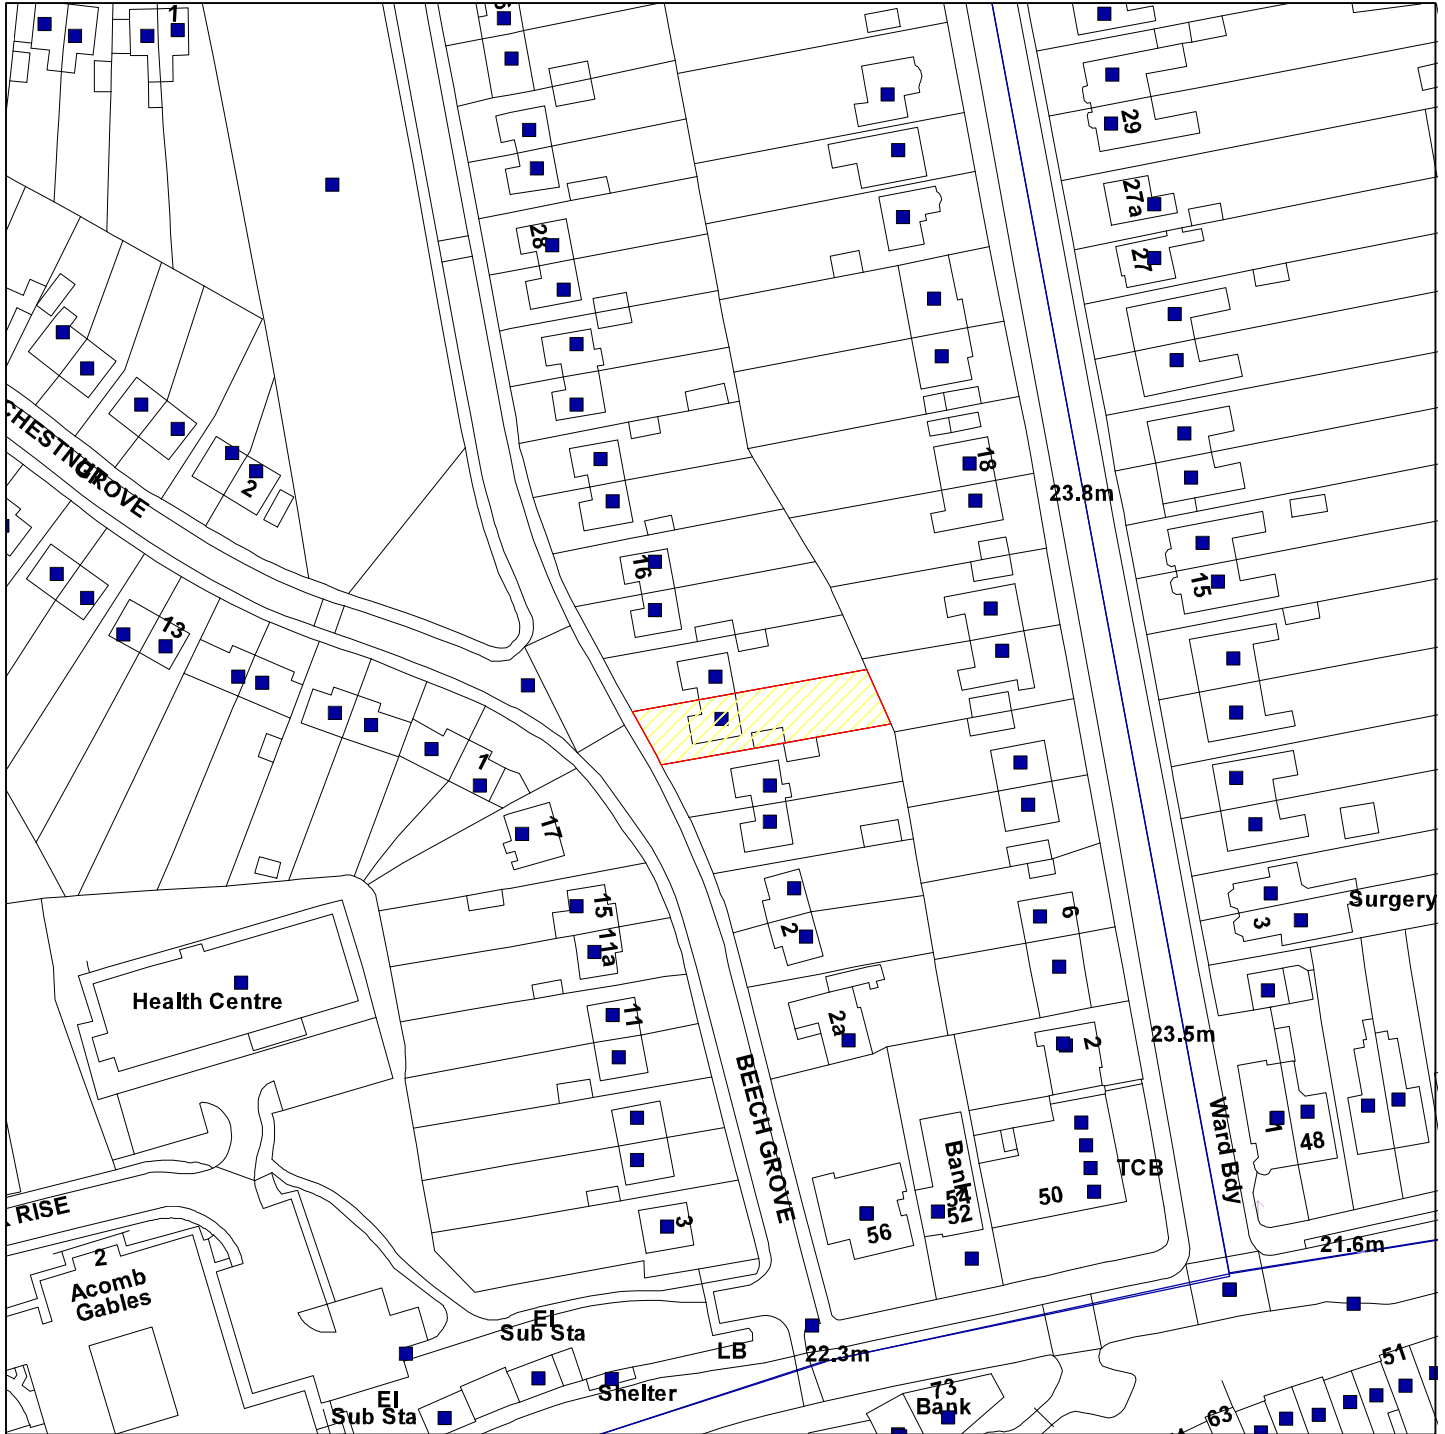 1
29
27a
27
28
18
23.8m
CHESTNUT
GROVE
2
15
16
13
1
17
15
11a
2
6
3
Surgery
Health Centre
11
2a
2
23.5m
BEECH GROVE
Ward Bdy
1
48
Bank
TCB
54
52
50
56
RISE
3
2
Acomb
Gables
21.6m
El
Sub Sta
LB
22.3m
Shelter
El
Sub Sta
73
Bank
51
63